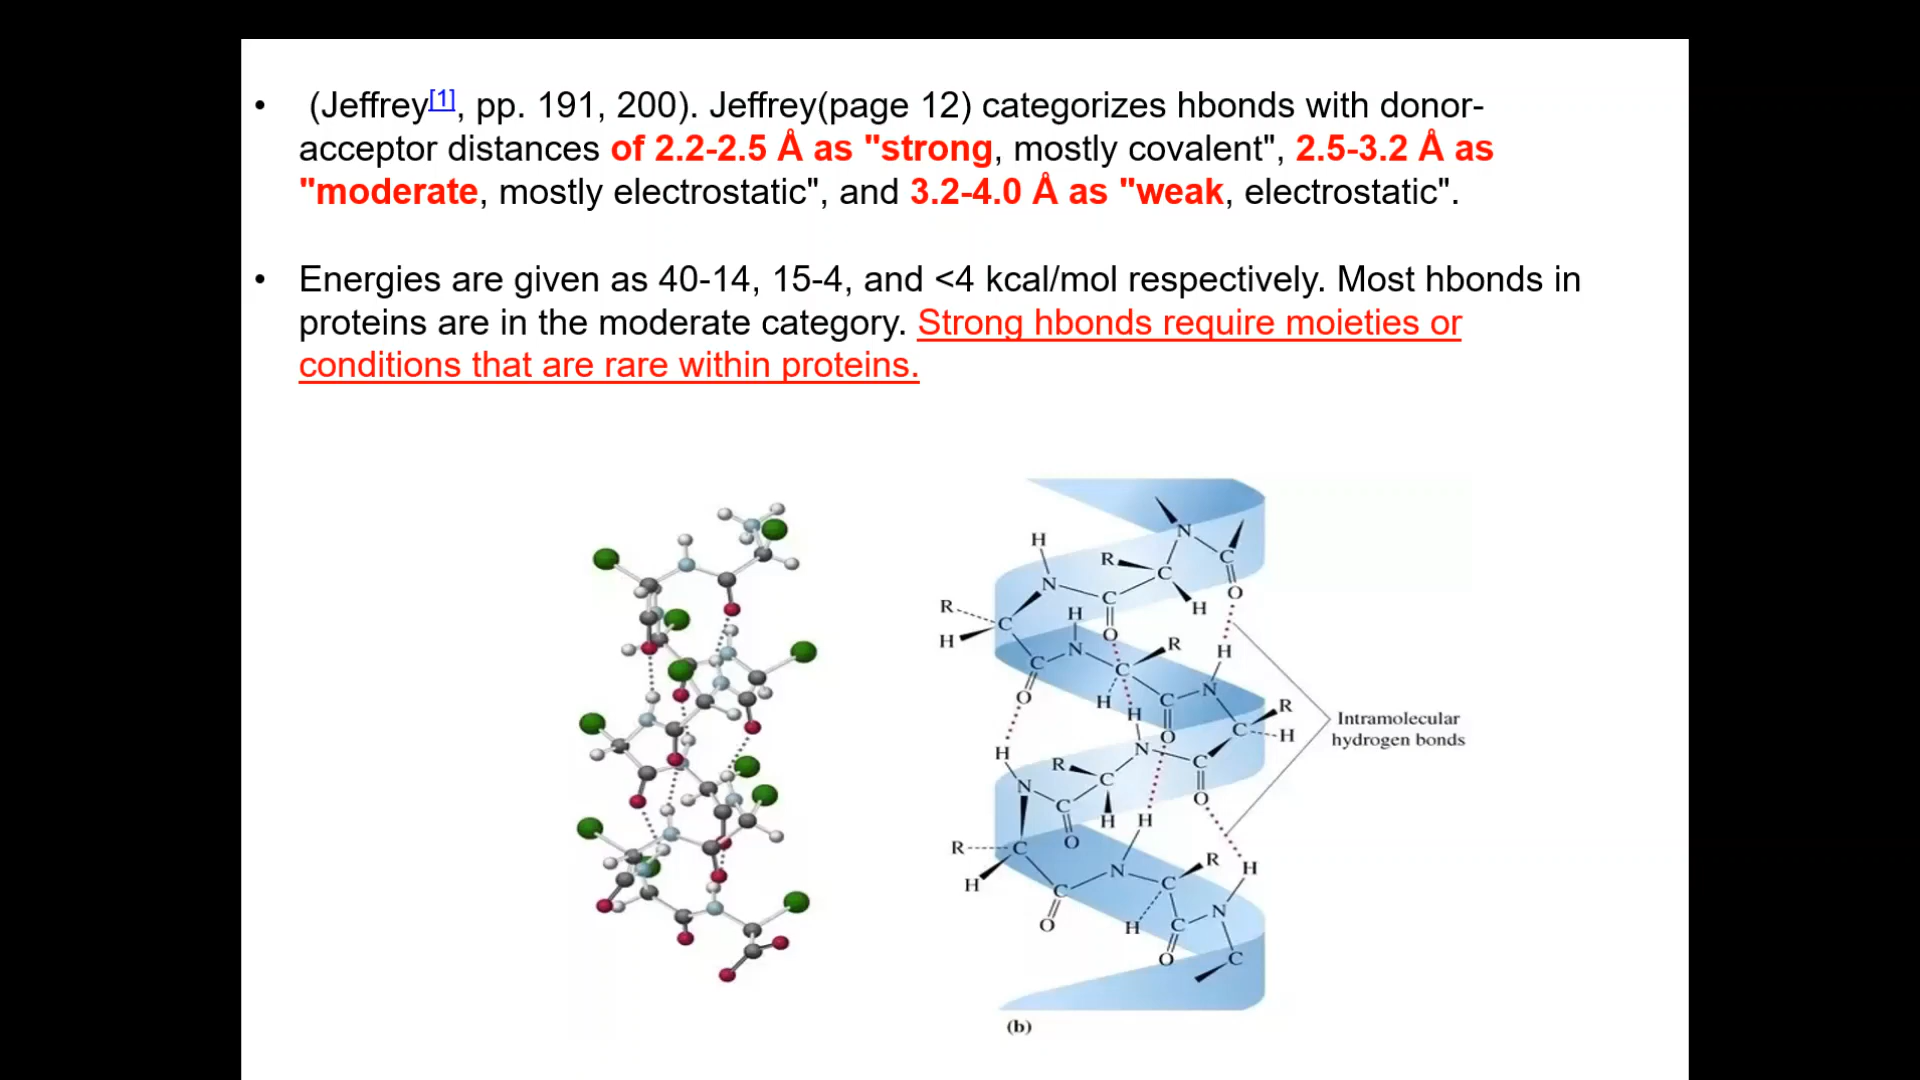 • (Jeffrey[1], pp. 191, 200). Jeffrey(page 12) categorizes hbonds with donor-
acceptor distances of 2.2-2.5 Å as "strong, mostly covalent", 2.5-3.2 Å as
"moderate, mostly electrostatic", and 3.2-4.0 Å as "weak, electrostatic".
• Energies are given as 40-14, 15-4, and <4 kcal/mol respectively. Most hbonds in
proteins are in the moderate category. Strong hbonds require moieties or
conditions that are rare within proteins.
N
H
R C C
N C
O
R H H
C O
H R
C N C H
O H C N
H R
O C H
H N
R C
N C
C O
H H
O
R C
R H
N C
H C
C N
O H
O C
Intramolecular
hydrogen bonds
(b)